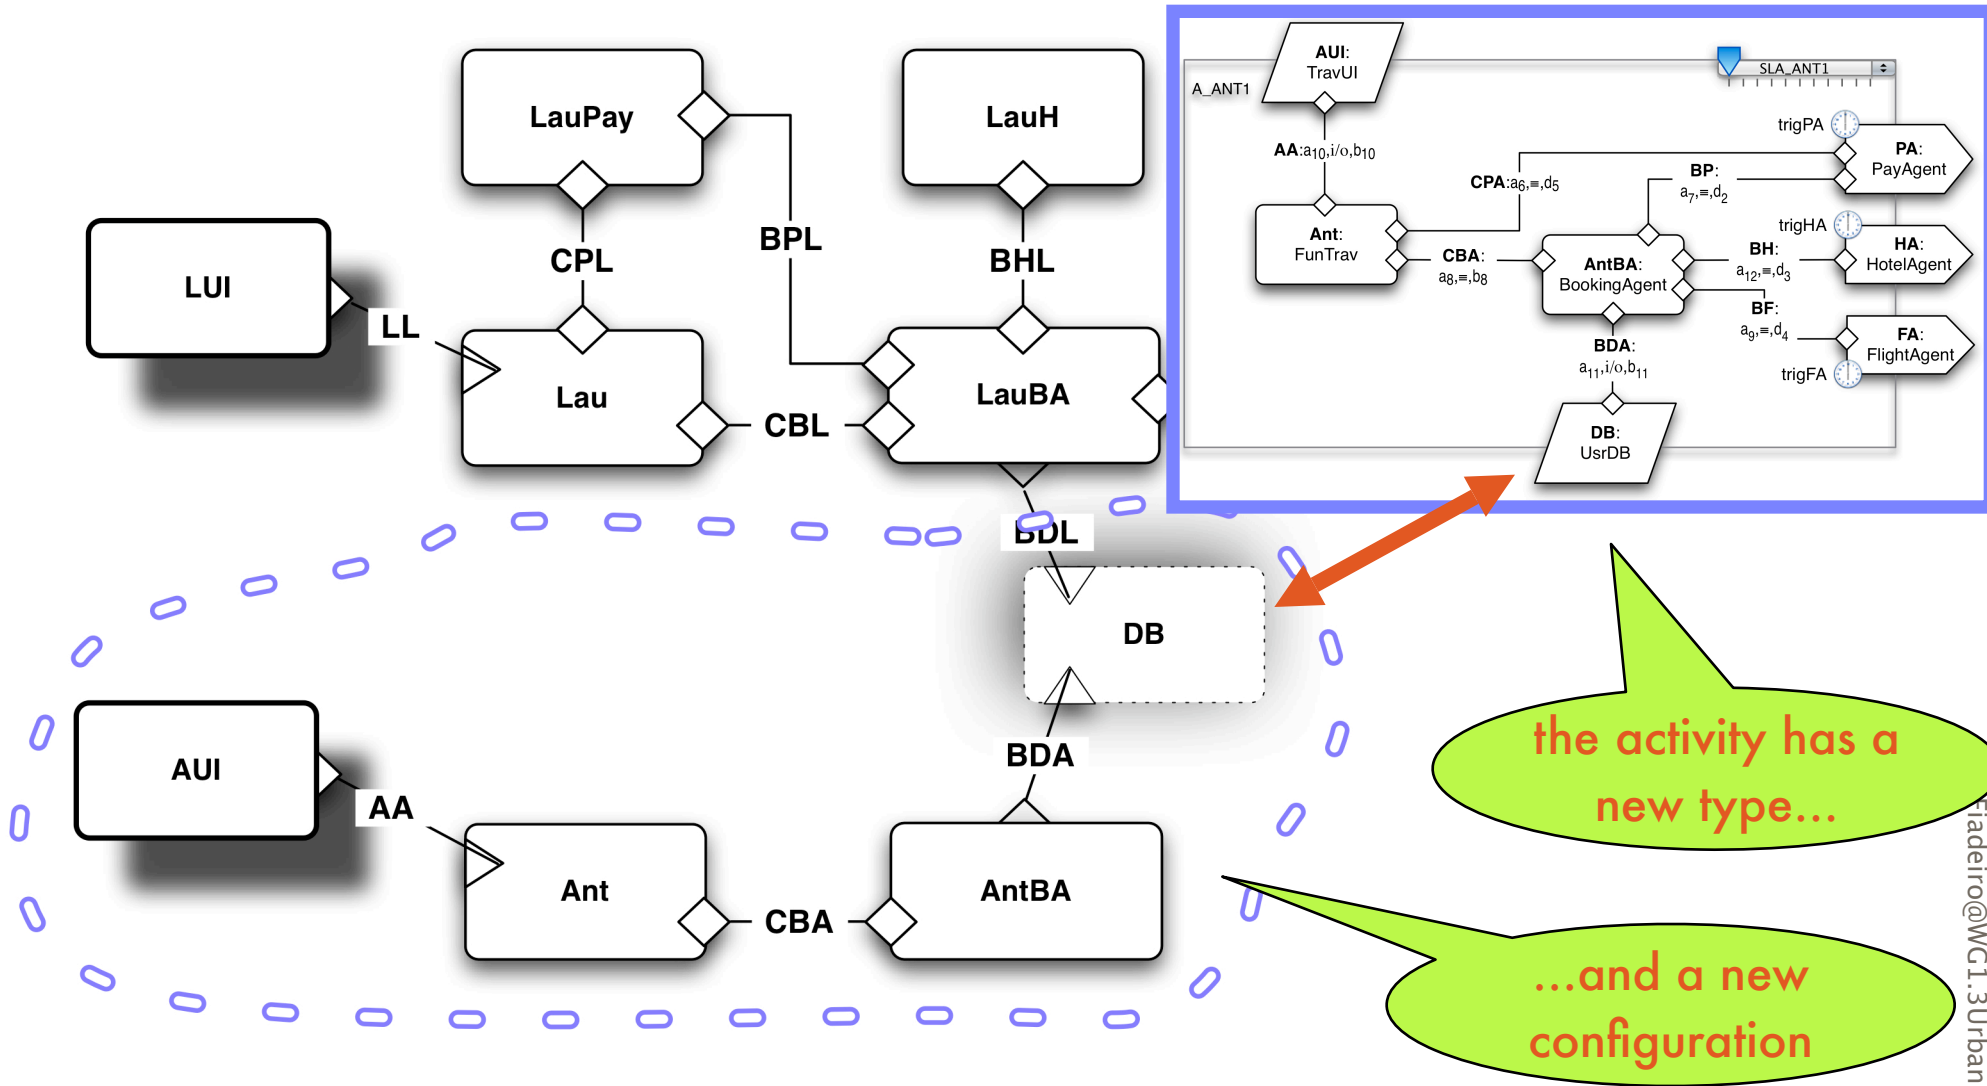 LauPay
LauH
LUI
CPL
BPL
BHL
LL
Lau
CBL
LauBA
BDL
DB
BDA
AUI
AA
Ant
CBA
AntBA
AUI:
TravUI
A_ANT1
SLA_ANT1
AA:a10,i/o,b10
trigPA
PA:
PayAgent
CPA:a6,≡,d5
BP:
a7,≡,d2
Ant:
FunTrav
CBA:
a8,≡,b8
AntBA:
BookingAgent
trigHA
BH:
a12,≡,d3
HA:
HotelAgent
BF:
a9,≡,d4
FA:
FlightAgent
trigFA
BDA:
a11,i/o,b11
DB:
UsrDB
the activity has a
new type...
...and a new
configuration
Fiadeiro@WG1.3Urban